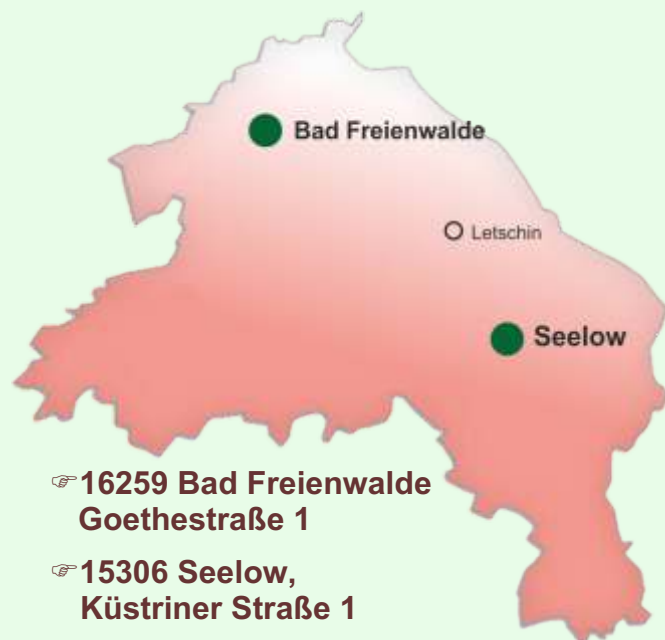 Bad Freienwalde
Letschin
Seelow
☞16259 Bad Freienwalde
Goethestraße 1
☞15306 Seelow,
Küstriner Straße 1